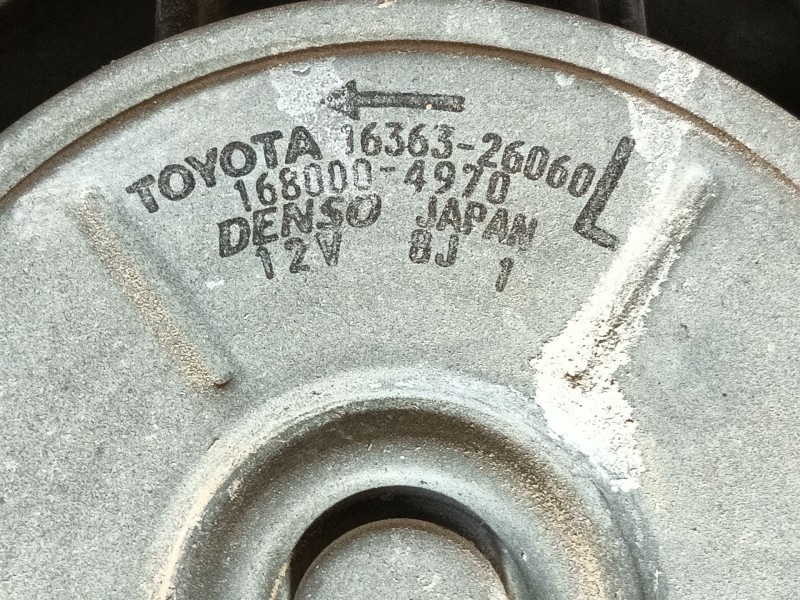 TOYOTA 16363-26060 L
168000-4970
DENSO JAPAN
12V 8J 1